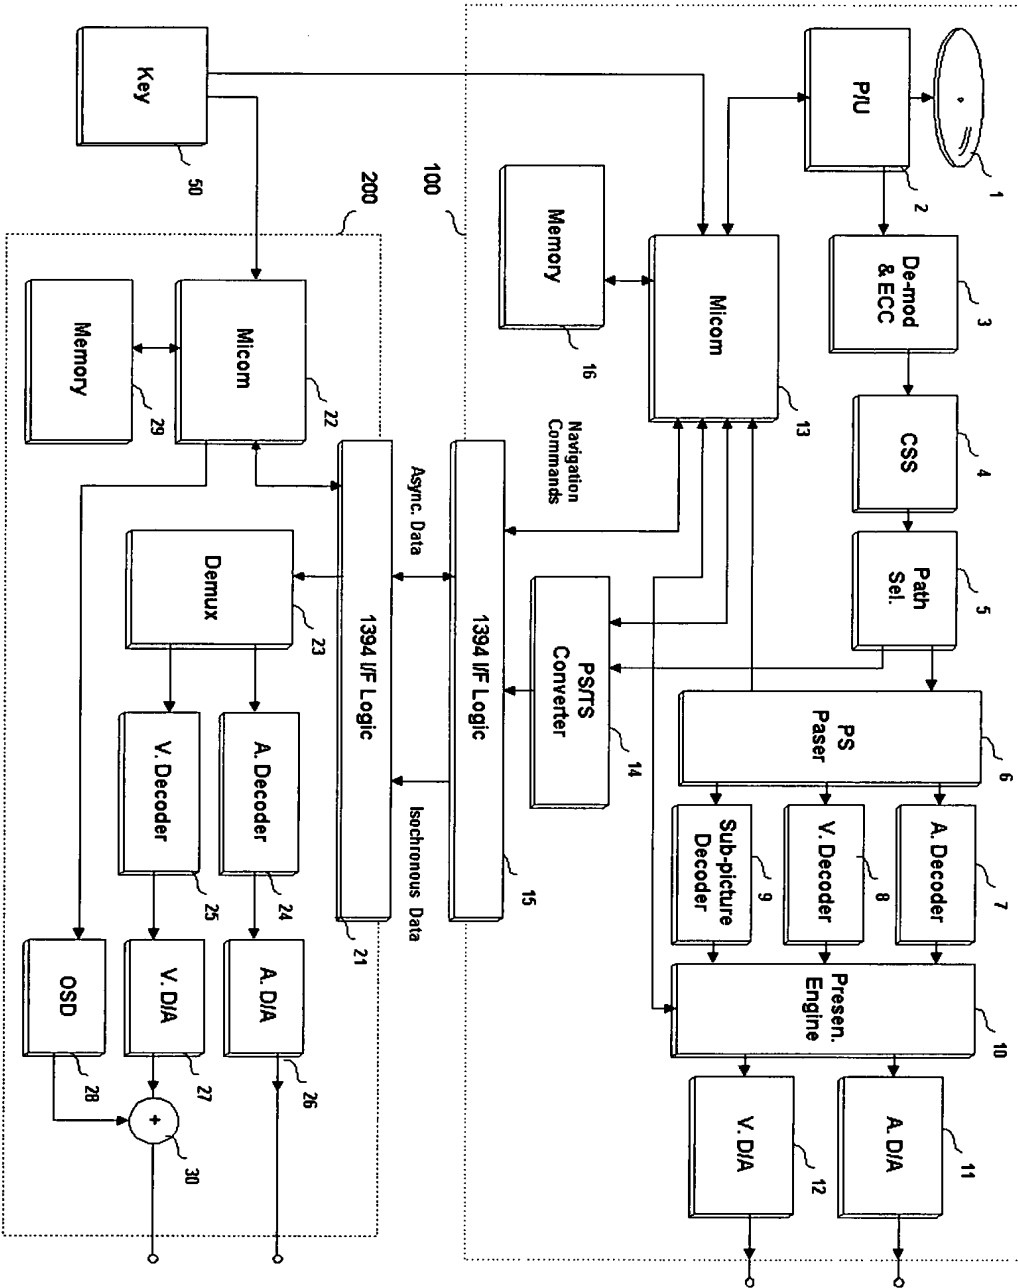 1
P/U
2
De-mod
& ECC
3
CSS
4
Path
Sel.
5
PS
Paser
6
A. Decoder
7
V. Decoder
8
Sub-picture
Decoder
9
Presen.
Engine
10
A. D/A
11
V. D/A
12
Micom
13
Memory
16
Navigation
Commands
PS/TS
Converter
14
1394 I/F Logic
15
100
Async. Data
Isochronous Data
200
1394 I/F Logic
21
Key
50
Micom
22
Memory
29
Demux
23
A. Decoder
24
V. Decoder
25
A. D/A
26
V. D/A
27
OSD
28
+
30